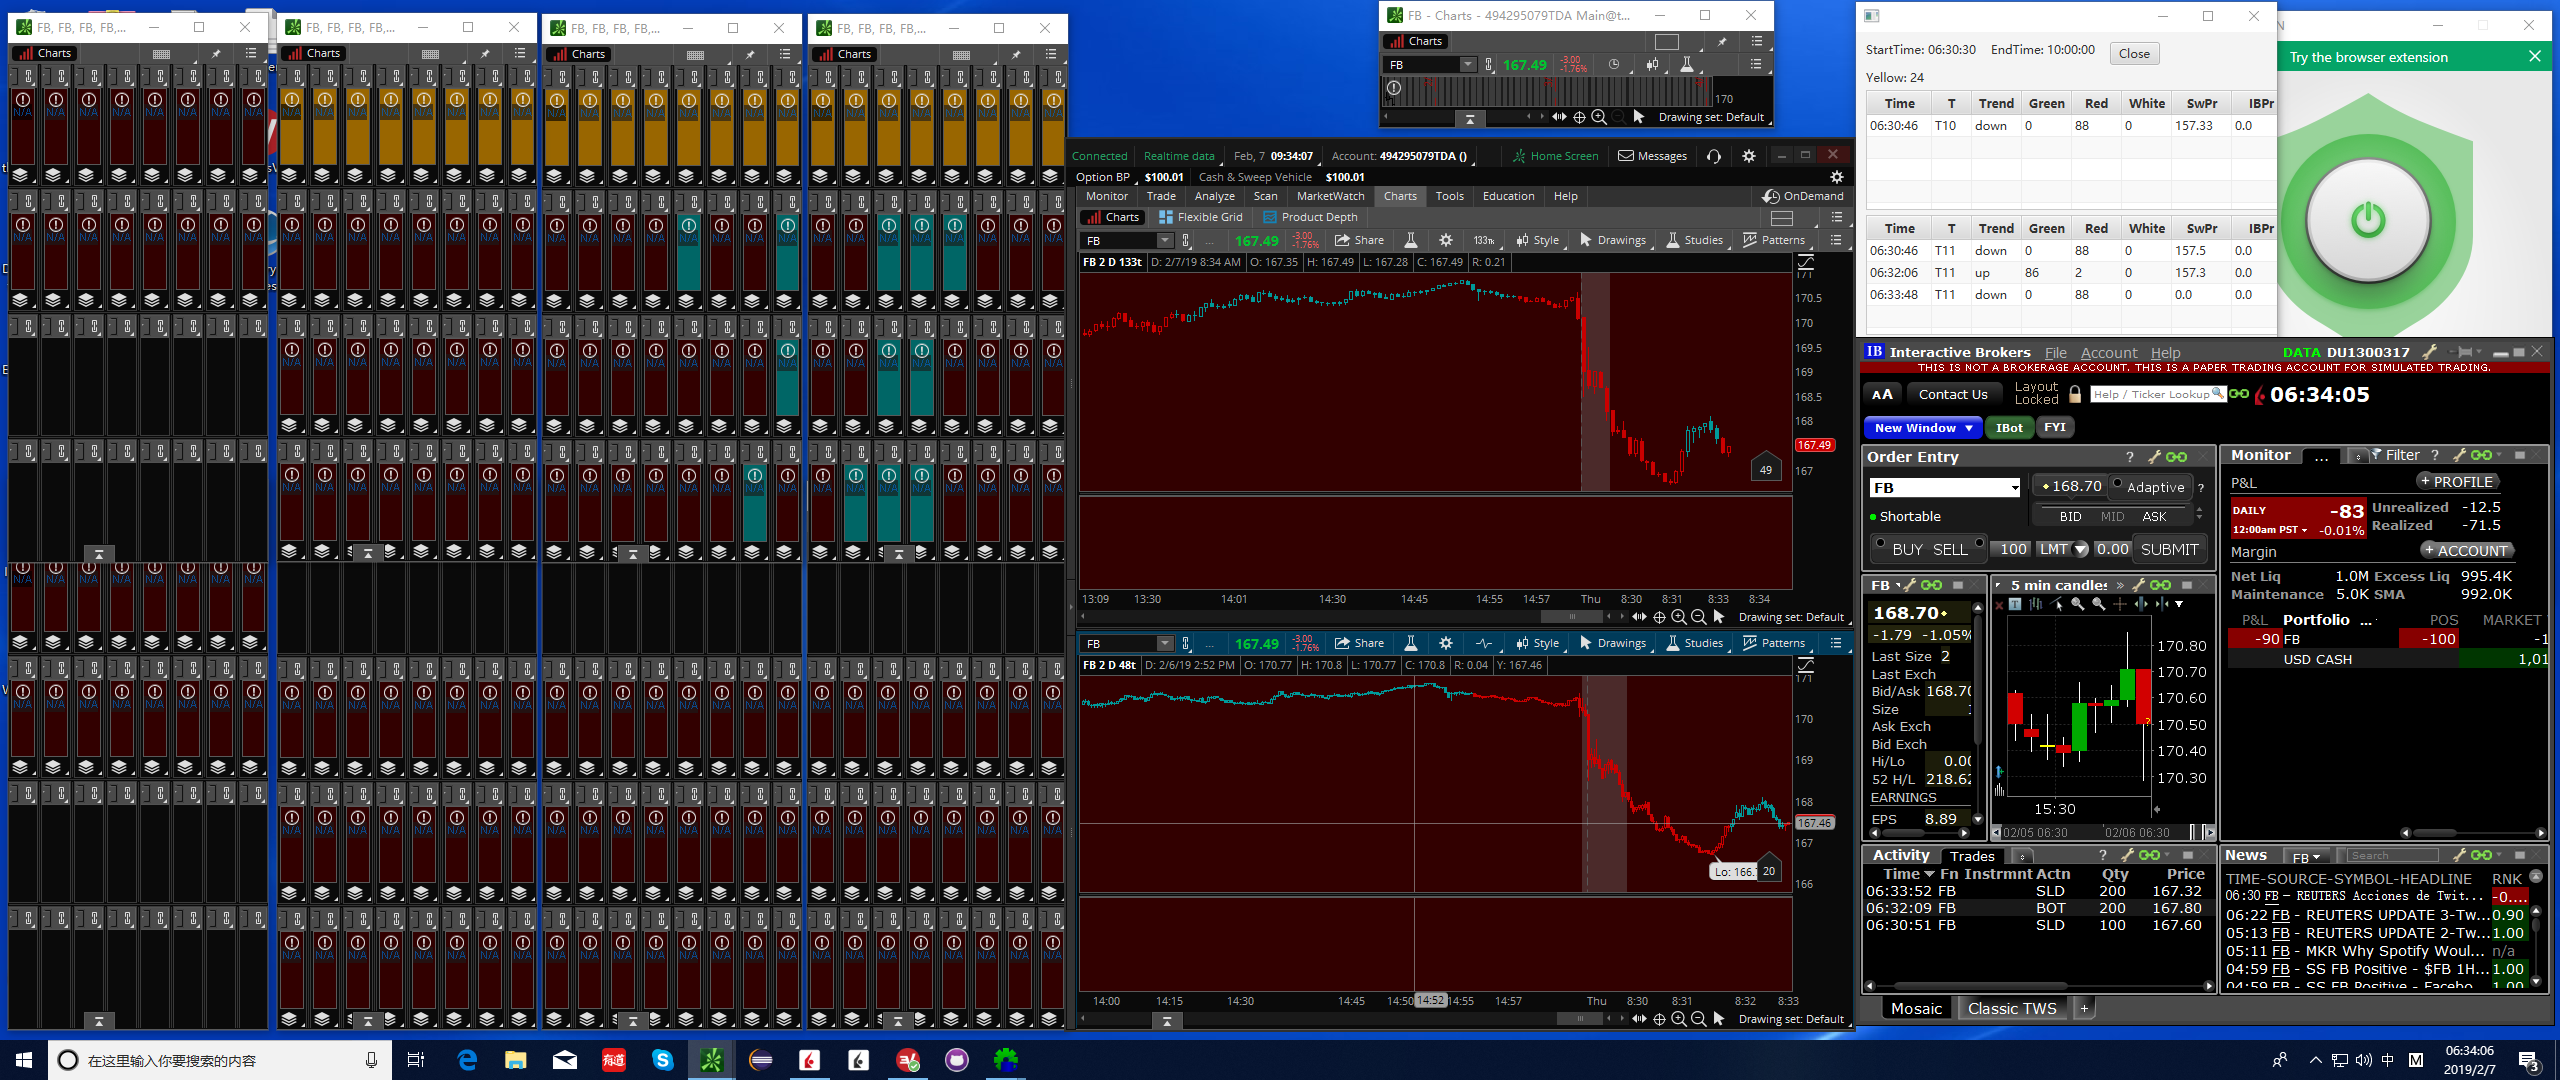 FB, FB, FB, FB,...
Charts
FB, FB, FB, FB,...
Charts
FB, FB, FB, FB,...
Charts
FB, FB, FB, FB,...
Charts
N/A
FB - Charts - 494295079TDA Main@t...
Charts
FB
167.49
-3.00
-1.76%
170
Drawing set: Default
Connected
Realtime data
Feb, 7 09:34:07
Account: 494295079TDA ()
Home Screen
Messages
Option BP $100.01 Cash & Sweep Vehicle $100.01
Monitor Trade Analyze Scan MarketWatch Charts Tools Education Help OnDemand
Charts Flexible Grid Product Depth
FB 167.49 -3.00 -1.76% Share 133tk Style Drawings Studies Patterns
FB 2 D 133t D: 2/7/19 8:34 AM O: 167.35 H: 167.49 L: 167.28 C: 167.49 R: 0.21
171
170.5
170
169.5
169
168.5
168
167.49
167
49
13:09 13:30 14:01 14:30 14:45 14:55 14:57 Thu 8:30 8:31 8:33 8:34
Drawing set: Default
FB 167.49 -3.00 -1.76% Share Style Drawings Studies Patterns
FB 2 D 48t D: 2/6/19 2:52 PM O: 170.77 H: 170.8 L: 170.77 C: 170.8 R: 0.04 Y: 167.46
171
170
169
168
167.46
167
166
Lo: 166.
20
14:00 14:15 14:30 14:45 14:50 14:52 14:55 14:57 Thu 8:30 8:31 8:32 8:33
Drawing set: Default
StartTime: 06:30:30 EndTime: 10:00:00 Close
Yellow: 24
Time T Trend Green Red White SwPr IBPr
06:30:46 T10 down 0 88 0 157.33 0.0
Time T Trend Green Red White SwPr IBPr
06:30:46 T11 down 0 88 0 157.5 0.0
06:32:06 T11 up 86 2 0 157.3 0.0
06:33:48 T11 down 0 88 0 0.0 0.0
Try the browser extension
IB Interactive Brokers File Account Help DATA DU1300317
THIS IS NOT A BROKERAGE ACCOUNT. THIS IS A PAPER TRADING ACCOUNT FOR SIMULATED TRADING.
AA Contact Us Layout Locked Help / Ticker Lookup 06:34:05
New Window IBot FYI
Order Entry ?
FB 168.70 Adaptive ?
Shortable BID MID ASK
BUY SELL 100 LMT 0.00 SUBMIT
Monitor ... Filter ?
P&L + PROFILE
DAILY -83 Unrealized -12.5
12:00am PST -0.01% Realized -71.5
Margin + ACCOUNT
Net Liq 1.0M Excess Liq 995.4K
Maintenance 5.0K SMA 992.0K
P&L Portfolio ... POS MARKET
-90 FB -100 -1
USD CASH 1,01
FB
168.70
-1.79 -1.05%
Last Size 2
Last Exch
Bid/Ask 168.70
Size
Ask Exch
Bid Exch
Hi/Lo 0.00
52 H/L 218.62
EARNINGS
EPS 8.89
5 min candles
170.80
170.70
170.60
170.50
170.40
170.30
15:30
02/05 06:30 02/06 06:30
Activity Trades ?
Time Fn Instrmnt Actn Qty Price
06:33:52 FB SLD 200 167.32
06:32:09 FB BOT 200 167.80
06:30:51 FB SLD 100 167.60
News FB Search
TIME-SOURCE-SYMBOL-HEADLINE RNK
06:30 FB - REUTERS Acciones de Twit... -0....
06:22 FB - REUTERS UPDATE 3-Tw... 0.90
05:13 FB - REUTERS UPDATE 2-Tw... 1.00
05:11 FB - MKR Why Spotify Woul... n/a
04:59 FB - SS FB Positive - $FB 1H... 1.00
04:59 FB - SS FB Positive - Facebo... 1.00
Mosaic Classic TWS +
在这里输入你要搜索的内容
有道
中
M
06:34:06
2019/2/7
3